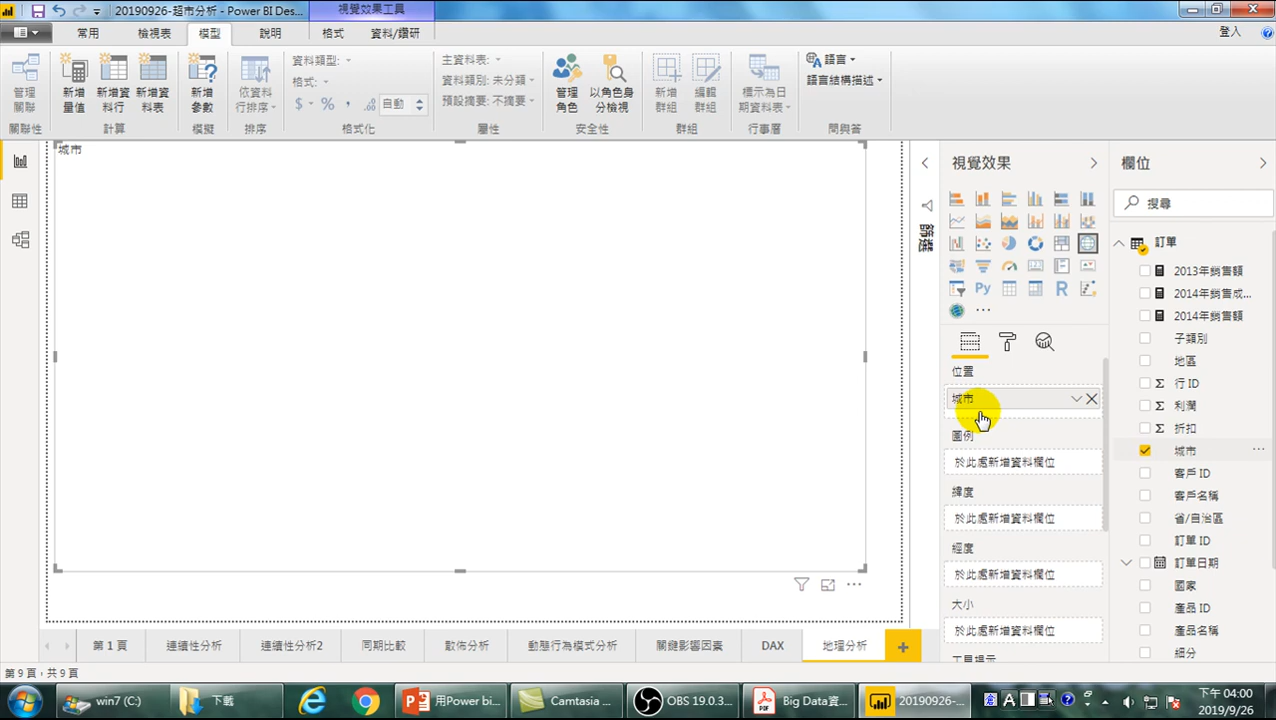 20190926-超市分析 - Power BI Des...
視覺效果工具
常用
檢視表
模型
說明
格式
資料/鑽研
登入
管理
關聯
關聯性
新增
量值
新增資
料行
新增資
料表
計算
新增
參數
模擬
依資料
行排序
排序
資料類型:
格式:
$ % , 自動
格式化
主資料表:
資料類別: 未分類
預設摘要: 不摘要
屬性
管理
角色
以角色身
分檢視
安全性
新增
群組
編輯
群組
群組
標示為日
期資料表
行事曆
語言
語言結構描述
問與答
城市
篩選
視覺效果
位置
城市
圖例
於此處新增資料欄位
緯度
於此處新增資料欄位
經度
於此處新增資料欄位
大小
於此處新增資料欄位
工具提示
欄位
搜尋
訂單
2013年銷售額
2014年銷售成...
2014年銷售額
子類別
地區
Σ 行 ID
Σ 利潤
Σ 折扣
城市
客戶 ID
客戶名稱
省/自治區
訂單 ID
訂單日期
國家
產品 ID
產品名稱
細分
第 1 頁
連續性分析
連續性分析2
同期比較
散佈分析
動態行為模式分析
關鍵影響因素
DAX
地理分析
第 9 頁，共 9 頁
win7 (C:)
下載
用Power bi...
Camtasia ...
OBS 19.0.3...
Big Data資...
20190926-...
下午 04:00
2019/9/26